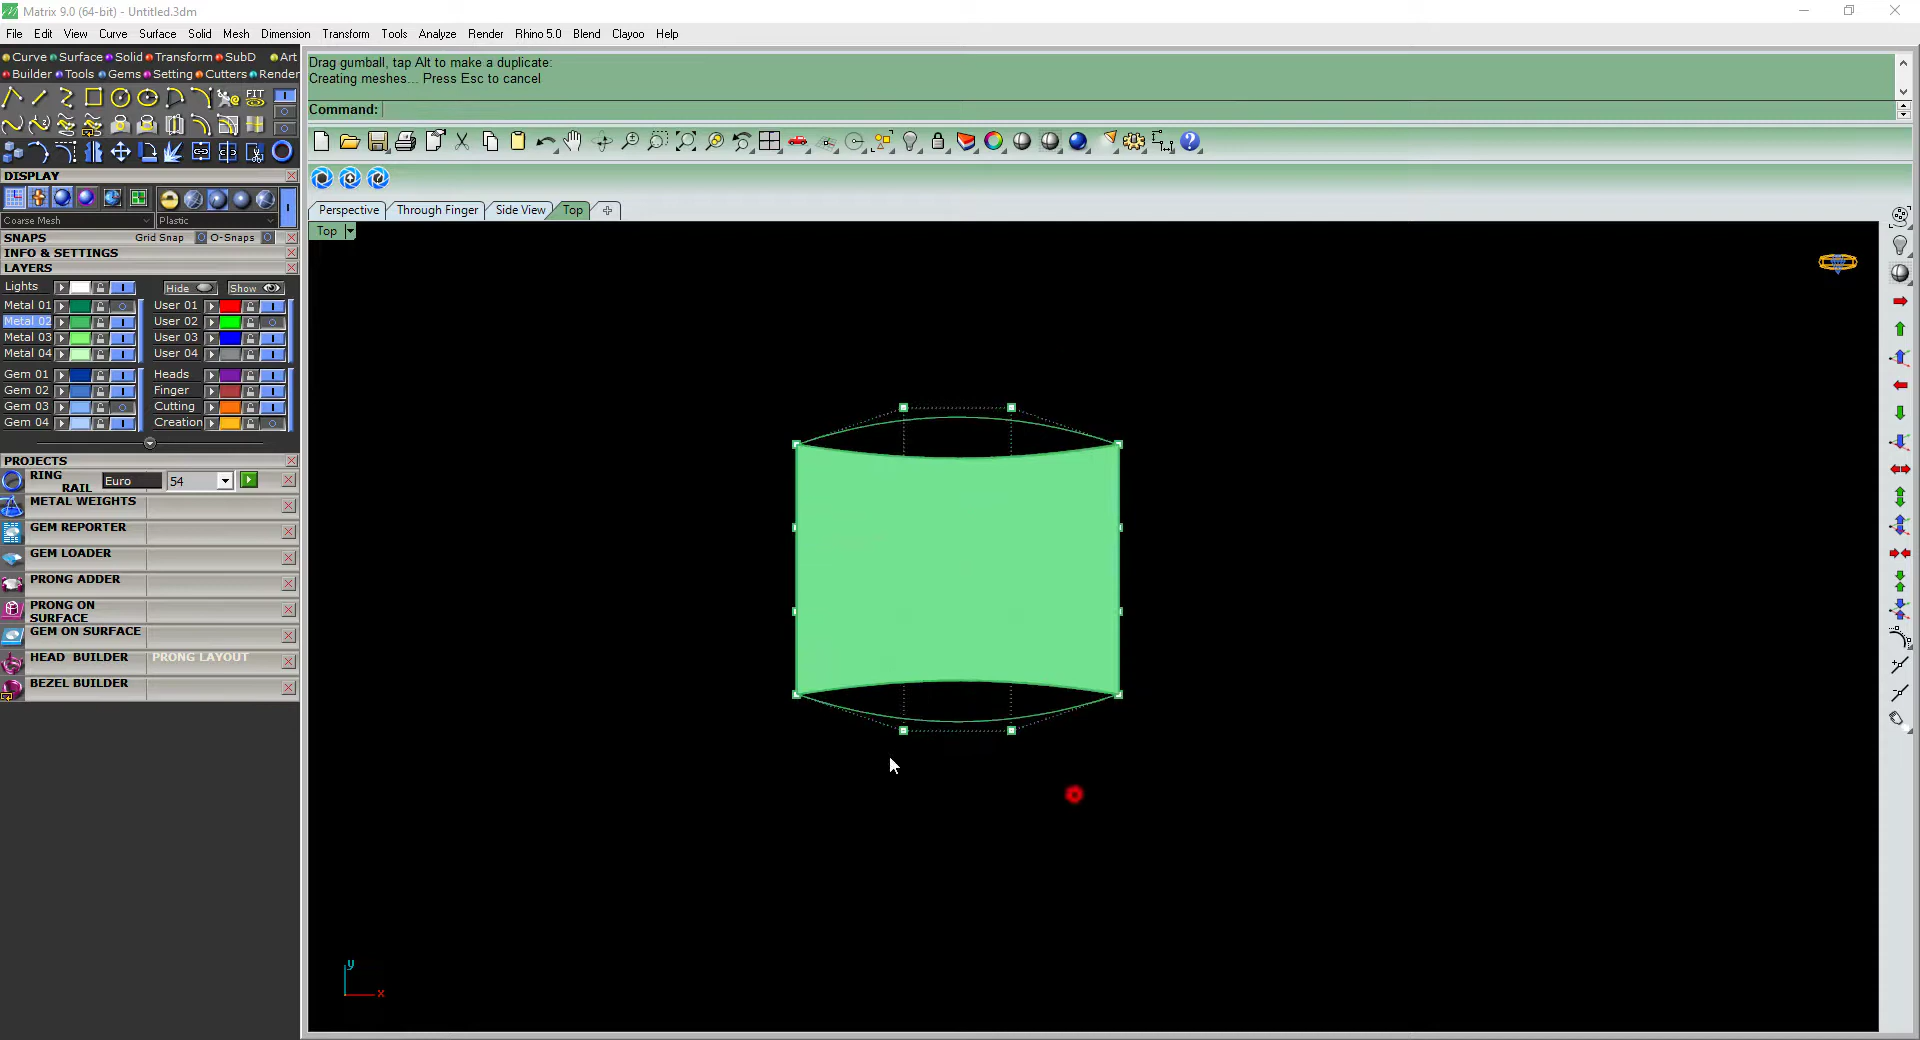 Matrix 9.0 (64-bit) - Untitled.3dm
File Edit View Curve Surface Solid Mesh Dimension Transform Tools Analyze Render Rhino 5.0 Blend Clayoo Help
Curve Surface Solid Transform SubD Art
Builder Tools Gems Setting Cutters Render
Drag gumball, tap Alt to make a duplicate:
Creating meshes... Press Esc to cancel
Command:
FIT
DISPLAY
Coarse Mesh Plastic
SNAPS Grid Snap O-Snaps
INFO & SETTINGS
LAYERS
Lights Hide Show
Metal 01 User 01
Metal 02 User 02
Metal 03 User 03
Metal 04 User 04
Gem 01 Heads
Gem 02 Finger
Gem 03 Cutting
Gem 04 Creation
PROJECTS
RING RAIL Euro 54
METAL WEIGHTS
GEM REPORTER
GEM LOADER
PRONG ADDER
PRONG ON SURFACE
GEM ON SURFACE
HEAD BUILDER PRONG LAYOUT
BEZEL BUILDER
Perspective Through Finger Side View Top
Top
y
x